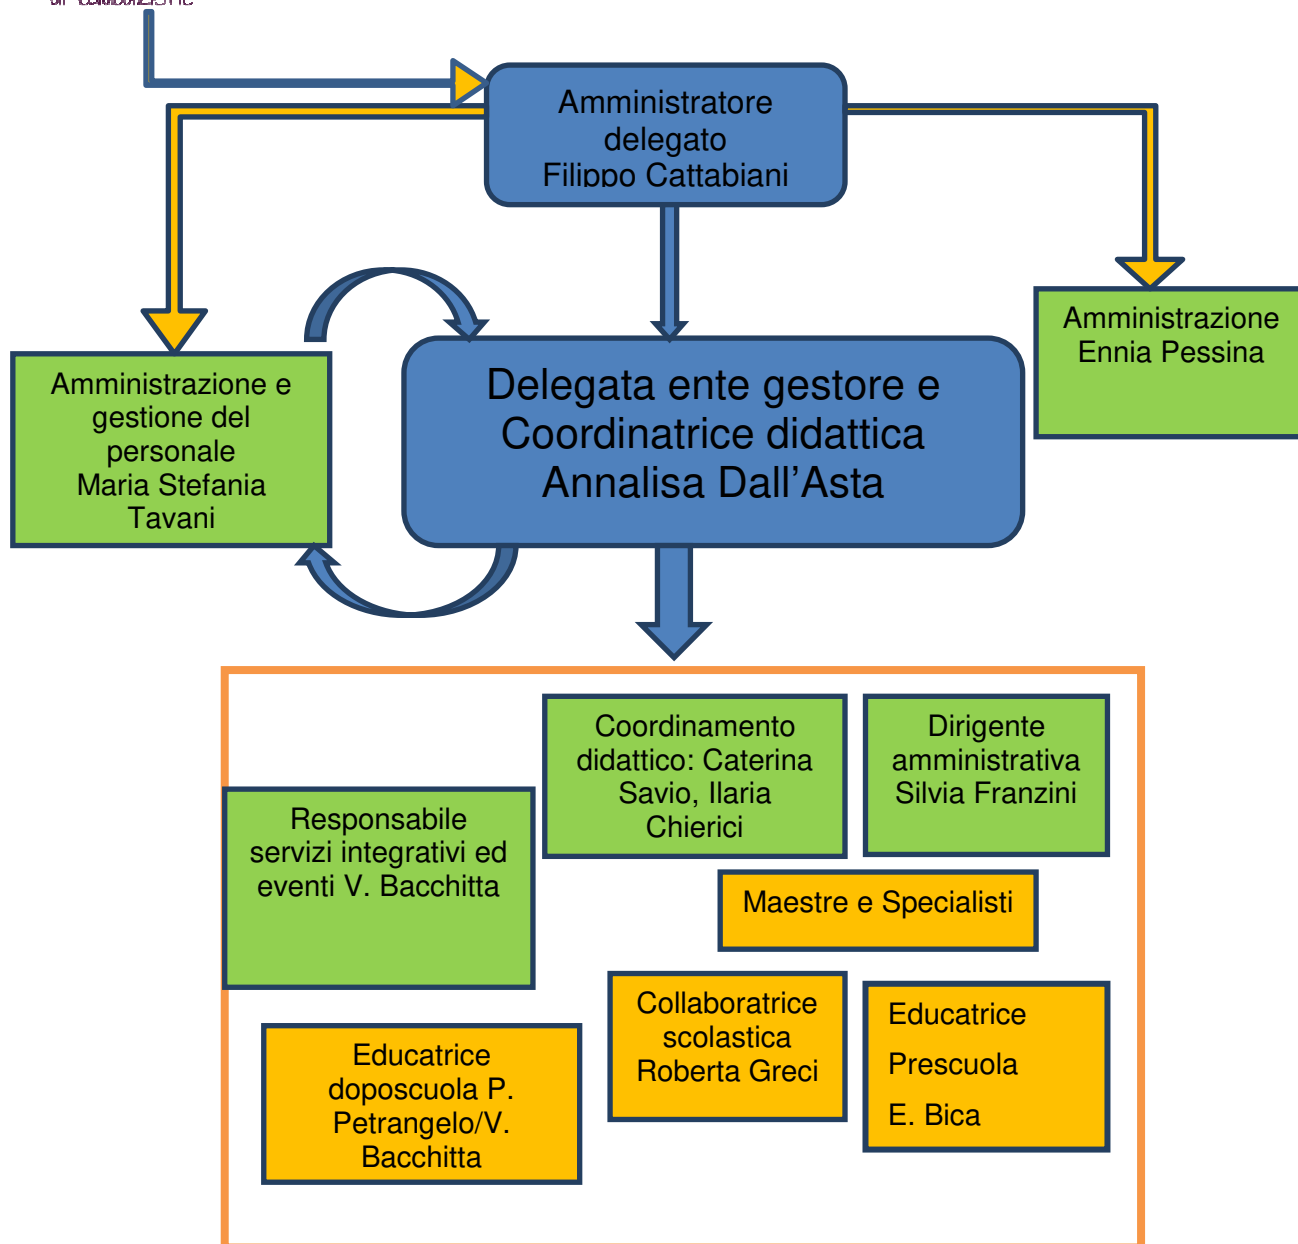 Amministratore
delegato
Filippo Cattabiani
Amministrazione
Ennia Pessina
Amministrazione e
gestione del
personale
Maria Stefania
Tavani
Delegata ente gestore e
Coordinatrice didattica
Annalisa Dall’Asta
Coordinamento
didattico: Caterina
Savio, Ilaria
Chierici
Dirigente
amministrativa
Silvia Franzini
Responsabile
servizi integrativi ed
eventi V. Bacchitta
Maestre e Specialisti
Collaboratrice
scolastica
Roberta Greci
Educatrice
Prescuola
E. Bica
Educatrice
doposcuola P.
Petrangelo/V.
Bacchitta